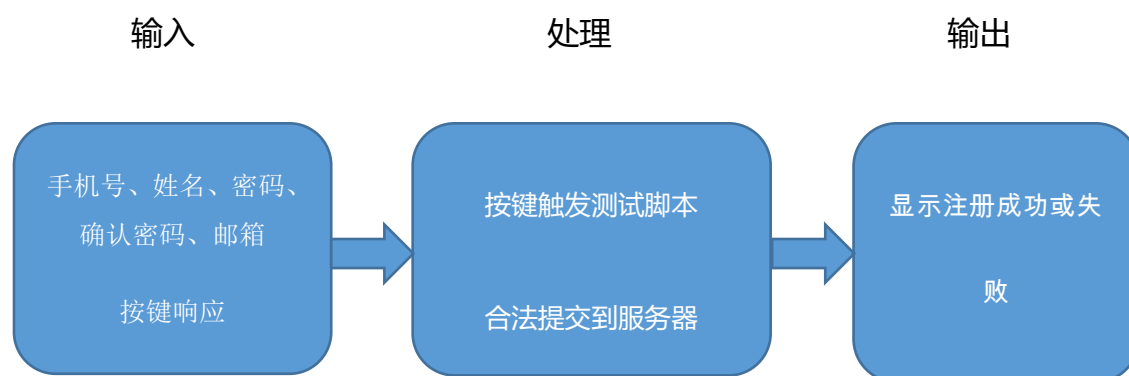 输入
处理
输出
手机号、姓名、密码、
确认密码、邮箱
按键响应
按键触发测试脚本
合法提交到服务器
显示注册成功或失
败